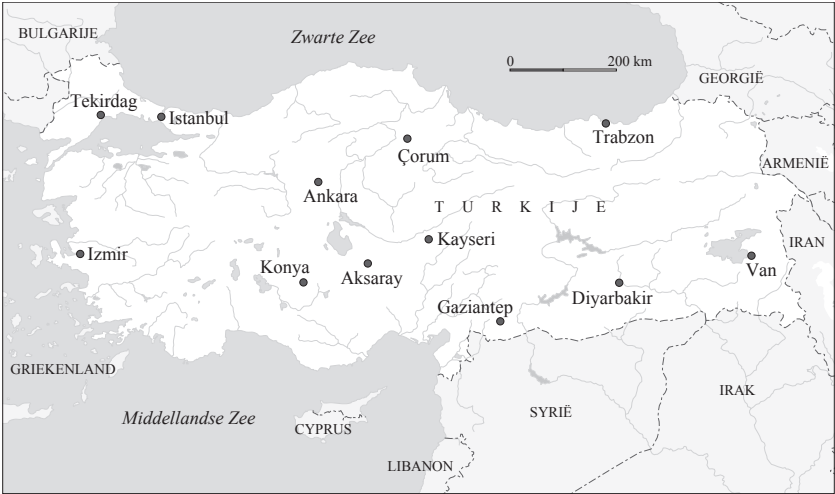 BULGARIJE
Zwarte Zee
0 200 km
GEORGIË
Tekirdag
Istanbul
Trabzon
Çorum
ARMENIË
Ankara
TURKIJE
IRAN
Kayseri
Izmir
Konya
Aksaray
Van
Diyarbakir
Gaziantep
GRIEKENLAND
IRAK
Middellandse Zee
SYRIË
CYPRUS
LIBANON